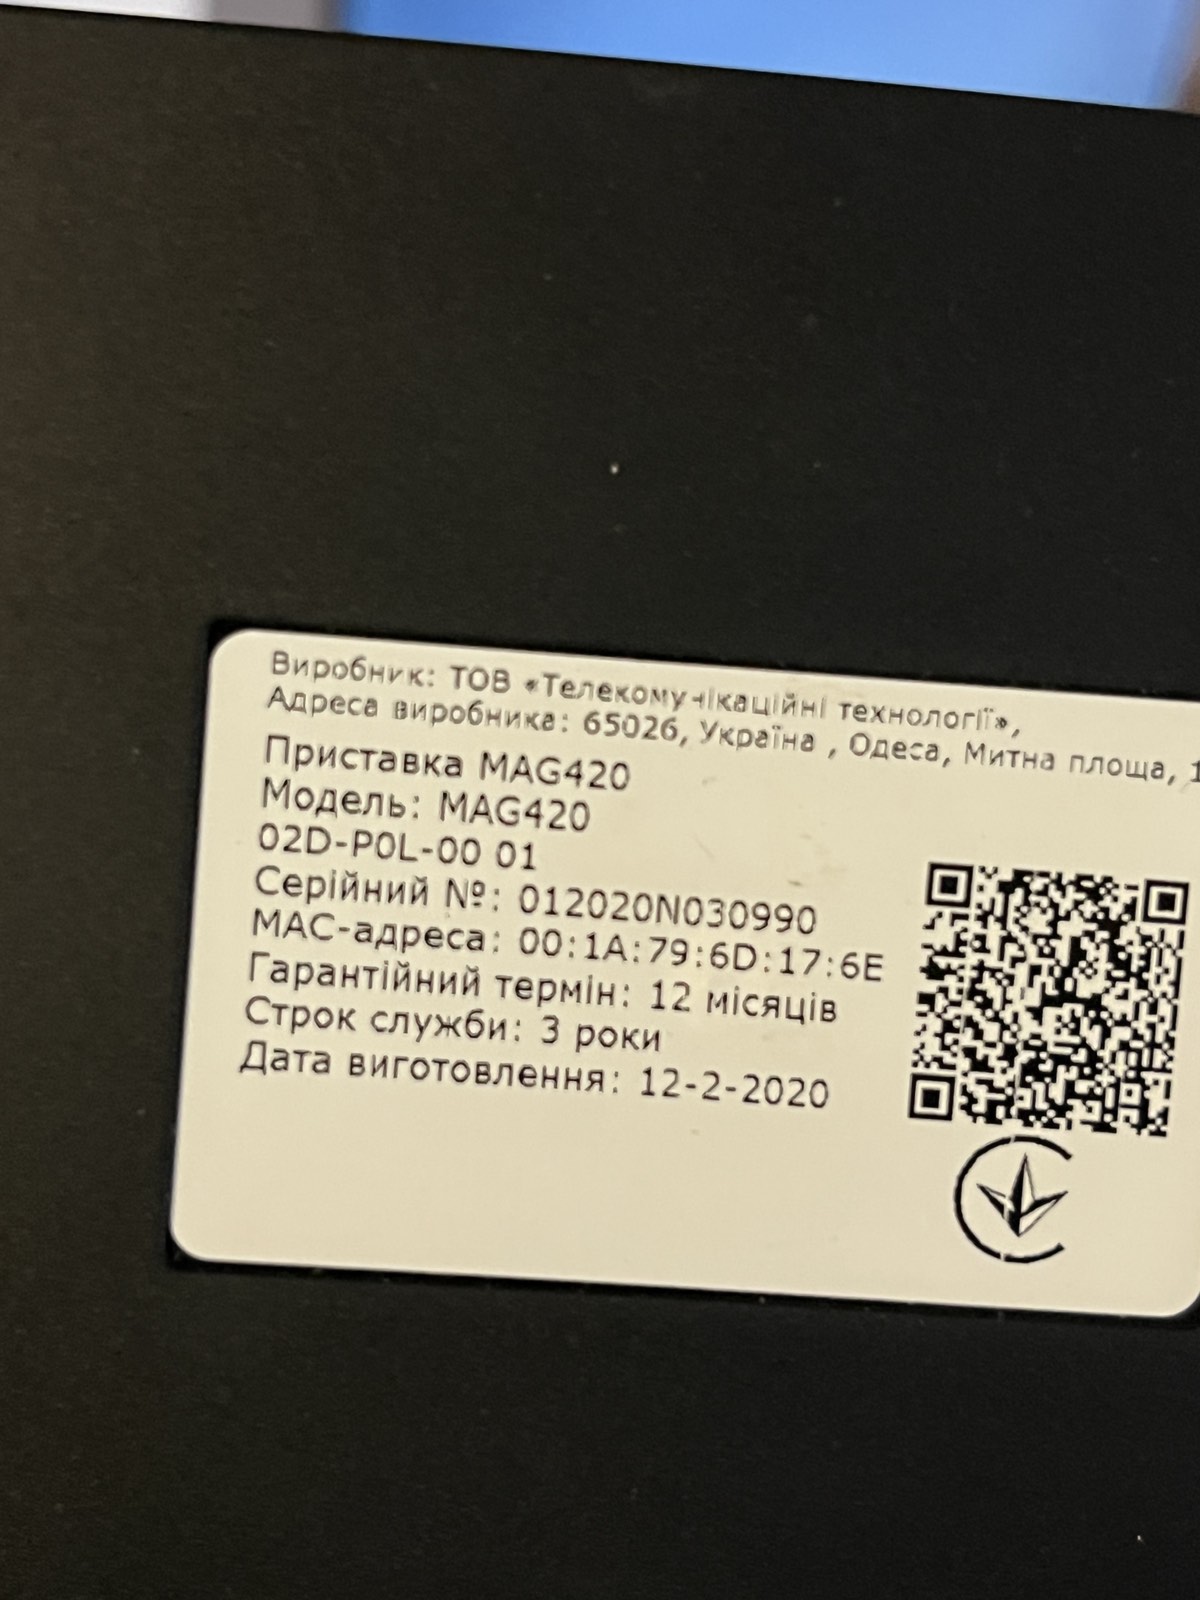 Виробник: ТОВ «Телекомунікаційні технології»,
Адреса виробника: 65026, Україна , Одеса, Митна площа, 1
Приставка MAG420
Модель: MAG420
02D-P0L-00 01
Серійний №: 012020N030990
МАС-адреса: 00:1A:79:6D:17:6E
Гарантійний термін: 12 місяців
Строк служби: 3 роки
Дата виготовлення: 12-2-2020